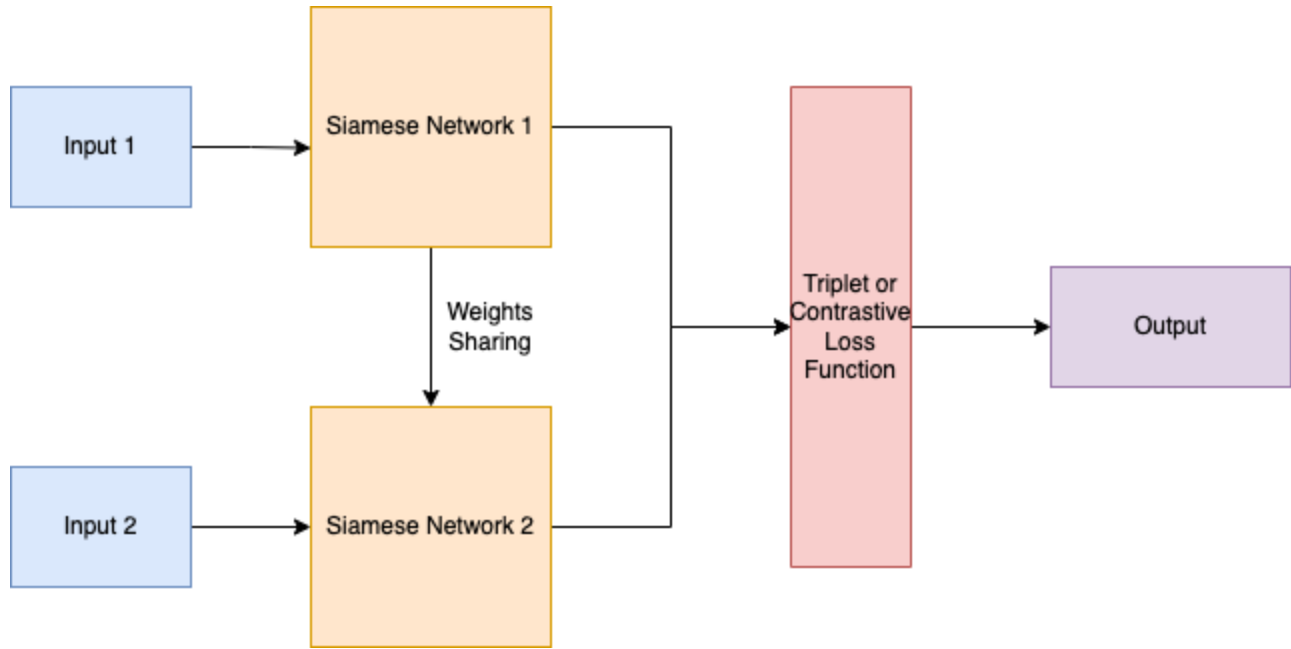 Input 1
Siamese Network 1
Weights
Sharing
Input 2
Siamese Network 2
Triplet or
Contrastive
Loss
Function
Output